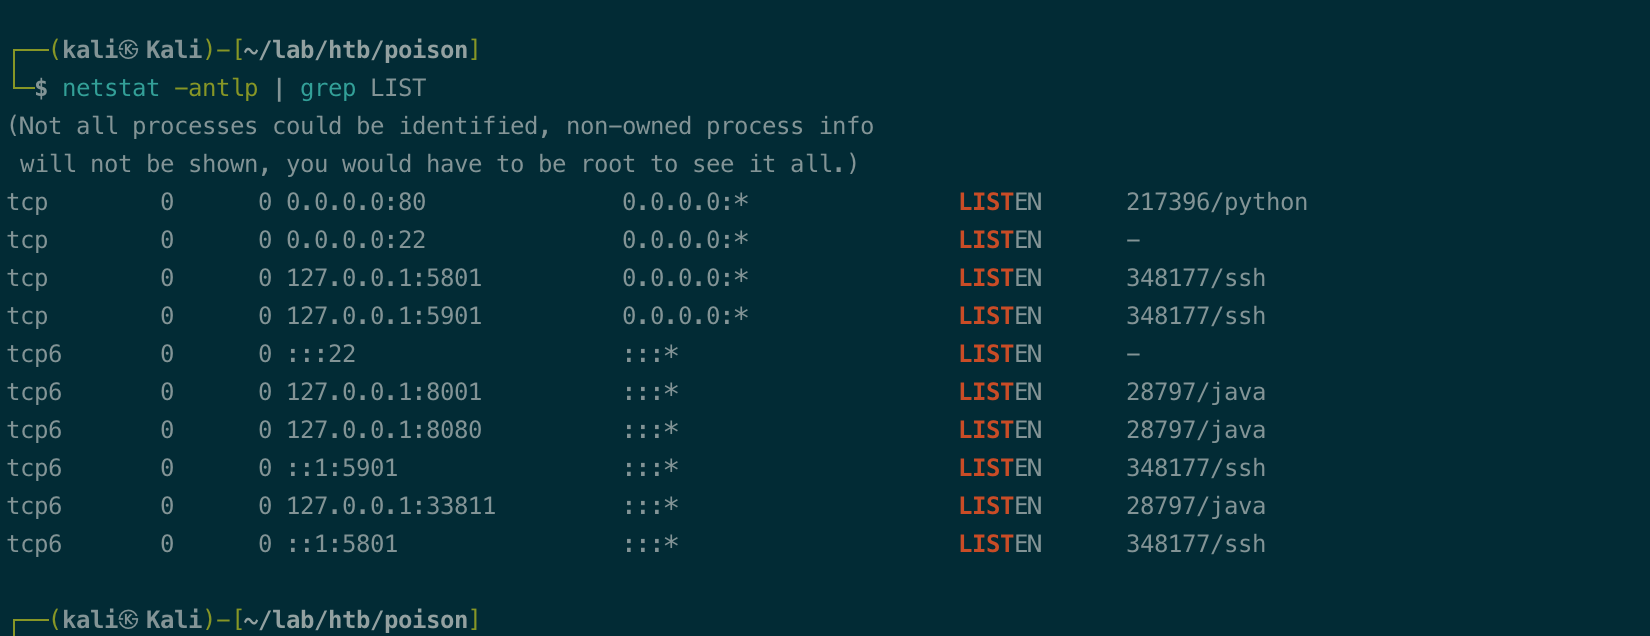 ┌──(kali㉿Kali)-[~/lab/htb/poison]
└─$ netstat -antlp | grep LIST
(Not all processes could be identified, non-owned process info
 will not be shown, you would have to be root to see it all.)
tcp        0      0 0.0.0.0:80              0.0.0.0:*               LISTEN      217396/python
tcp        0      0 0.0.0.0:22              0.0.0.0:*               LISTEN      -
tcp        0      0 127.0.0.1:5801          0.0.0.0:*               LISTEN      348177/ssh
tcp        0      0 127.0.0.1:5901          0.0.0.0:*               LISTEN      348177/ssh
tcp6       0      0 :::22                   :::*                    LISTEN      -
tcp6       0      0 127.0.0.1:8001          :::*                    LISTEN      28797/java
tcp6       0      0 127.0.0.1:8080          :::*                    LISTEN      28797/java
tcp6       0      0 ::1:5901                :::*                    LISTEN      348177/ssh
tcp6       0      0 127.0.0.1:33811         :::*                    LISTEN      28797/java
tcp6       0      0 ::1:5801                :::*                    LISTEN      348177/ssh
┌──(kali㉿Kali)-[~/lab/htb/poison]